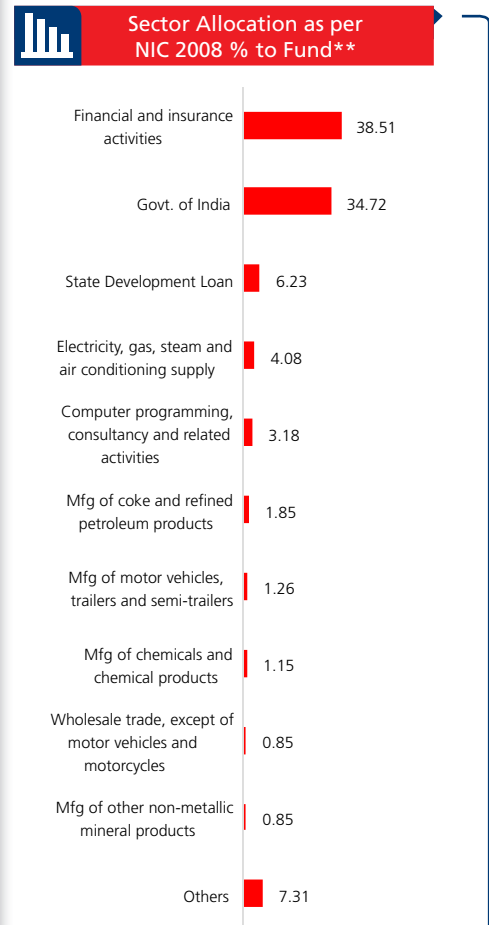 Sector Allocation as per
NIC 2008 % to Fund**
Financial and insurance
activities
38.51
Govt. of India
34.72
State Development Loan
6.23
Electricity, gas, steam and
air conditioning supply
4.08
Computer programming,
consultancy and related
activities
3.18
Mfg of coke and refined
petroleum products
1.85
Mfg of motor vehicles,
trailers and semi-trailers
1.26
Mfg of chemicals and
chemical products
1.15
Wholesale trade, except of
motor vehicles and
motorcycles
0.85
Mfg of other non-metallic
mineral products
0.85
Others
7.31